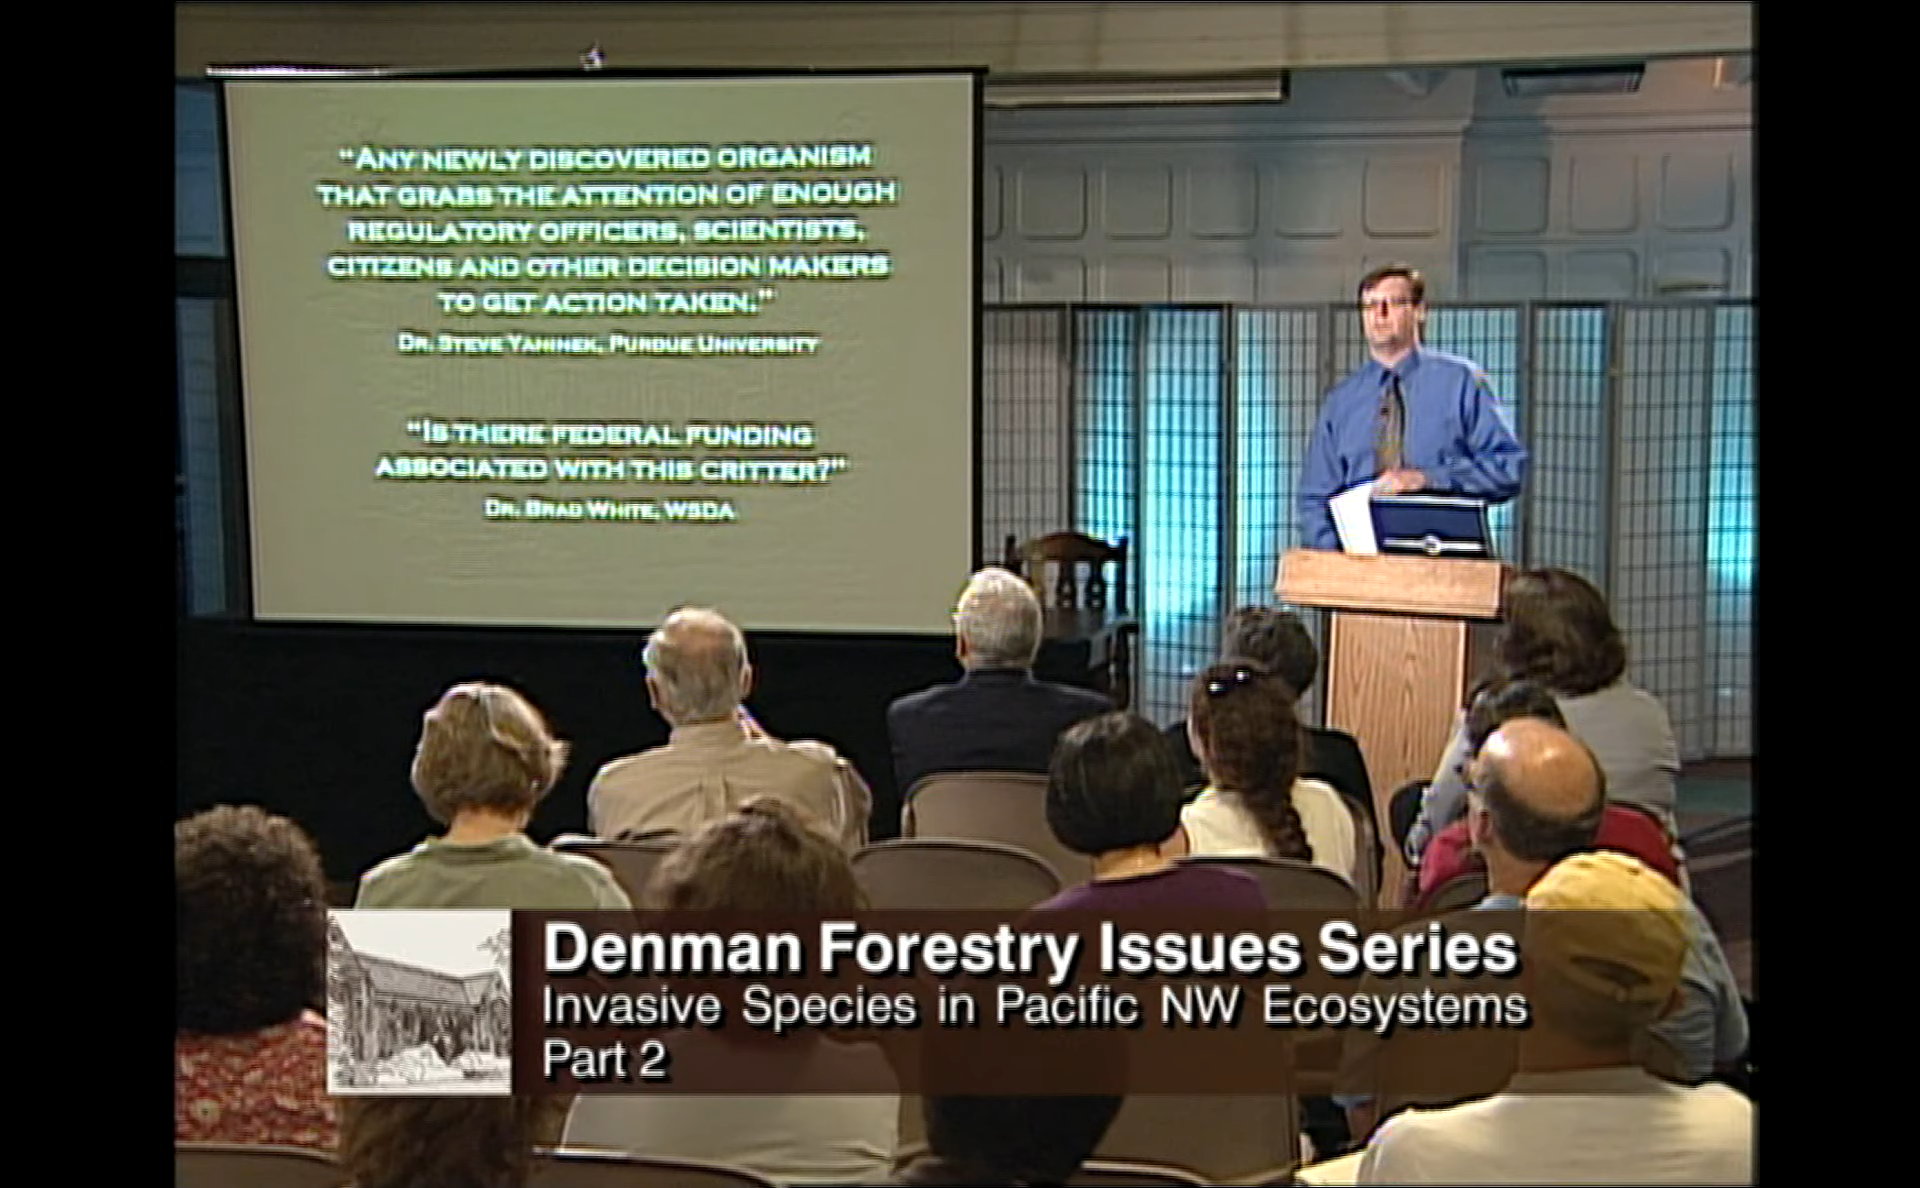 "ANY NEWLY DISCOVERED ORGANISM
THAT GRABS THE ATTENTION OF ENOUGH
REGULATORY OFFICERS, SCIENTISTS,
CITIZENS AND OTHER DECISION MAKERS
TO GET ACTION TAKEN."
DR. STEVE YANINEK, PURDUE UNIVERSITY
"IS THERE FEDERAL FUNDING
ASSOCIATED WITH THIS CRITTER?"
DR. BRAD WHITE, WSDA
Denman Forestry Issues Series
Invasive Species in Pacific NW Ecosystems
Part 2